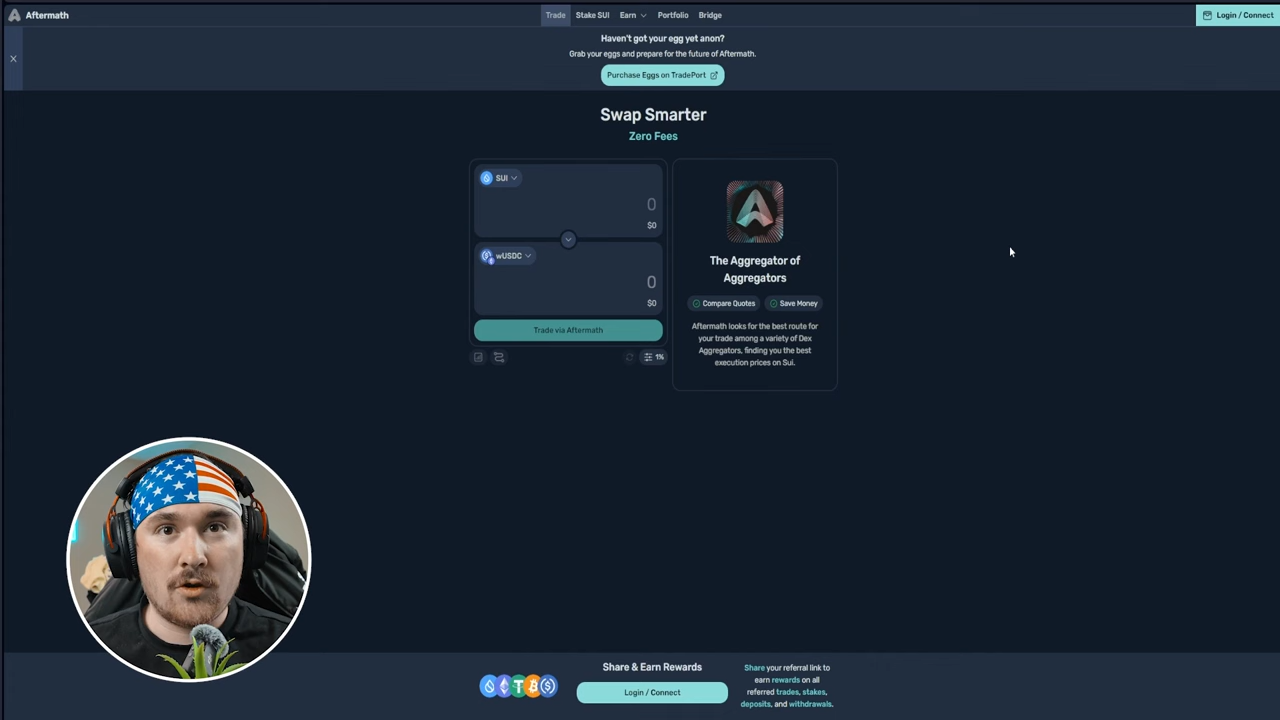 Aftermath
Trade
Stake SUI
Earn
Portfolio
Bridge
Login / Connect
Haven't got your egg yet anon?
Grab your eggs and prepare for the future of Aftermath.
Purchase Eggs on TradePort
Swap Smarter
Zero Fees
SUI
0
$0
wUSDC
0
$0
Trade via Aftermath
1%
The Aggregator of
Aggregators
Compare Quotes
Save Money
Aftermath looks for the best route for
your trade among a variety of Dex
Aggregators, finding you the best
execution prices on Sui.
Share & Earn Rewards
Login / Connect
Share your referral link to
earn rewards on all
referred trades, stakes,
deposits, and withdrawals.